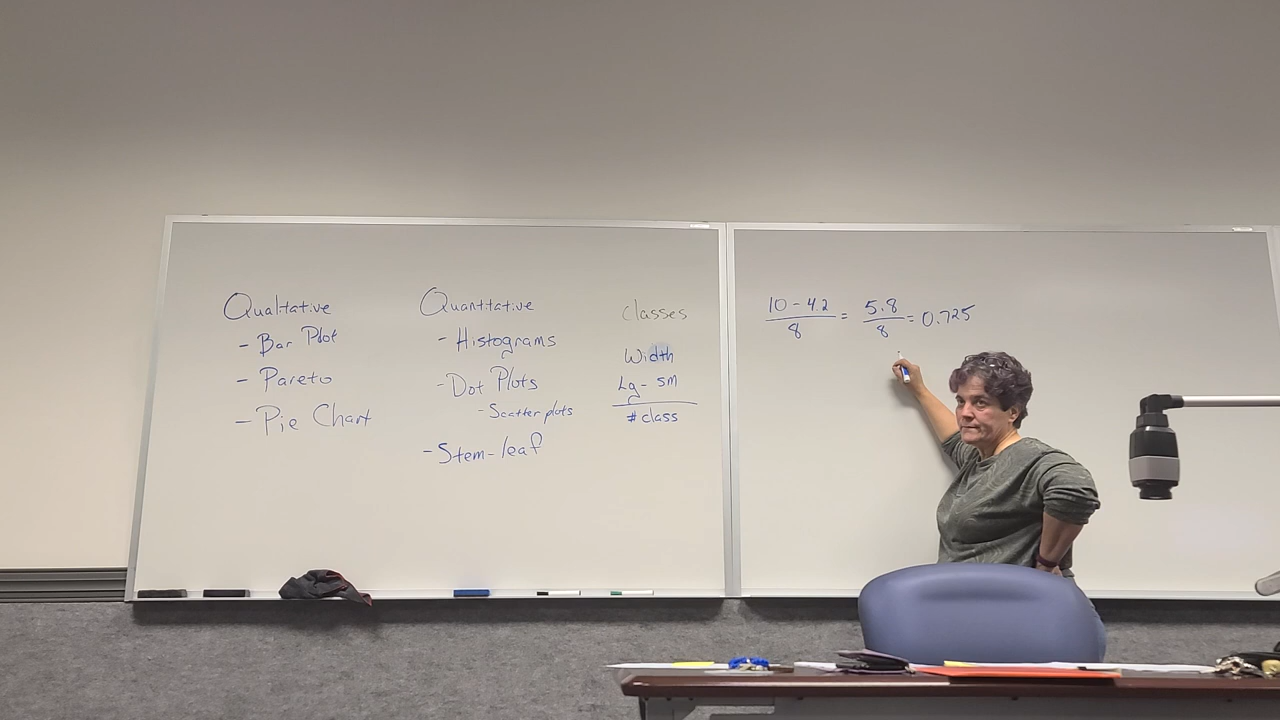 Qualitative
- Bar Plot
- Pareto
- Pie Chart
Quantitative
- Histograms
- Dot Plots
- Scatter plots
- Stem-leaf
Classes
Width
Lg - sm
# class
10 - 4.2 / 8 = 5.8 / 8 = 0.725